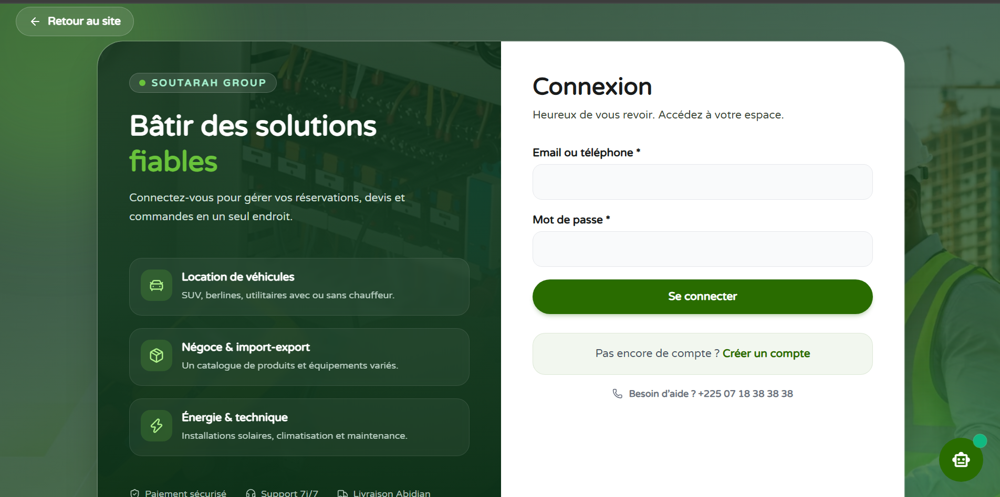 Retour au site
SOUTARAH GROUP
Bâtir des solutions
fiables
Connectez-vous pour gérer vos réservations, devis et
commandes en un seul endroit.
Location de véhicules
SUV, berlines, utilitaires avec ou sans chauffeur.
Négoce & import-export
Un catalogue de produits et équipements variés.
Énergie & technique
Installations solaires, climatisation et maintenance.
Paiement sécurisé
Support 7j/7
Livraison Abidjan
Connexion
Heureux de vous revoir. Accédez à votre espace.
Email ou téléphone *
Mot de passe *
Se connecter
Pas encore de compte ? Créer un compte
Besoin d’aide ? +225 07 18 38 38 38